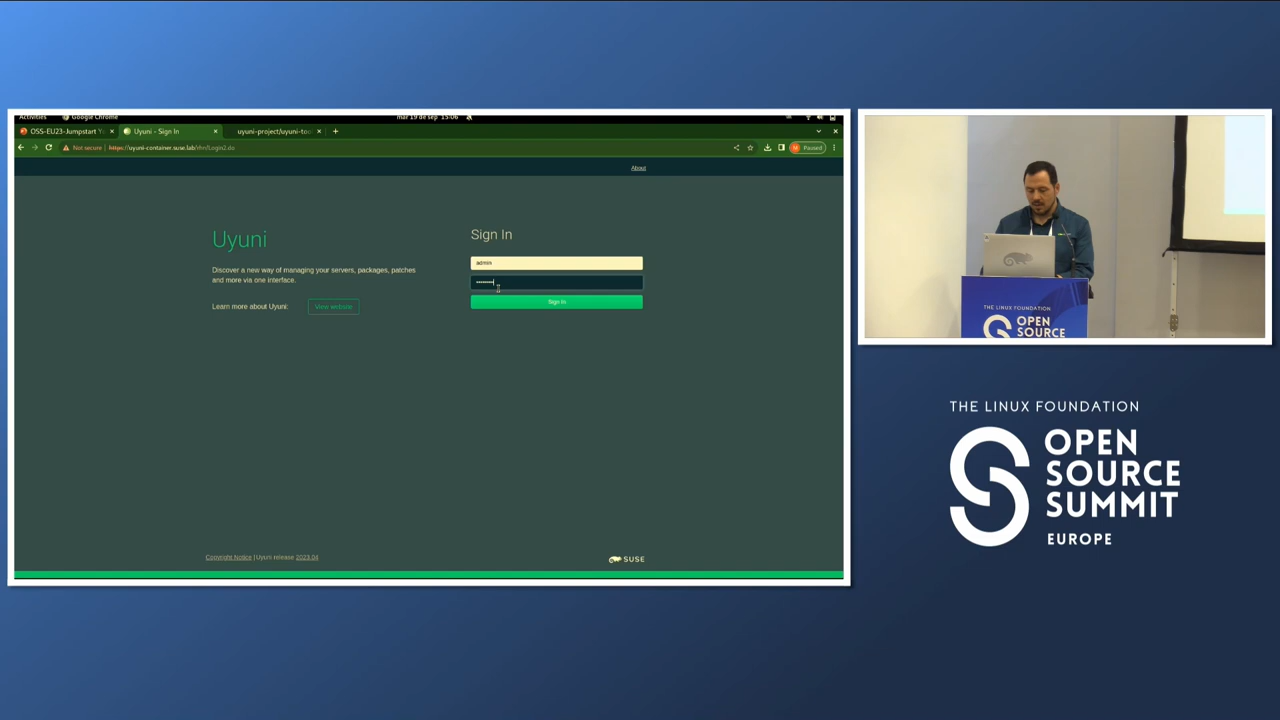 Activities
Google Chrome
mar 19 de sep 15:06
OSS-EU23-Jumpstart Yo
Uyuni - Sign In
uyuni-project/uyuni-tool
Not secure
https://uyuni-container.suse.lab/rhn/Login2.do
Paused
About
Uyuni
Discover a new way of managing your servers, packages, patches
and more via one interface.
Learn more about Uyuni:
View website
Sign In
admin
Sign In
Copyright Notice | Uyuni release 2023.04
SUSE
THE LINUX FOUNDATION
OPEN
SOURCE
THE LINUX FOUNDATION
OPEN
SOURCE
SUMMIT
EUROPE